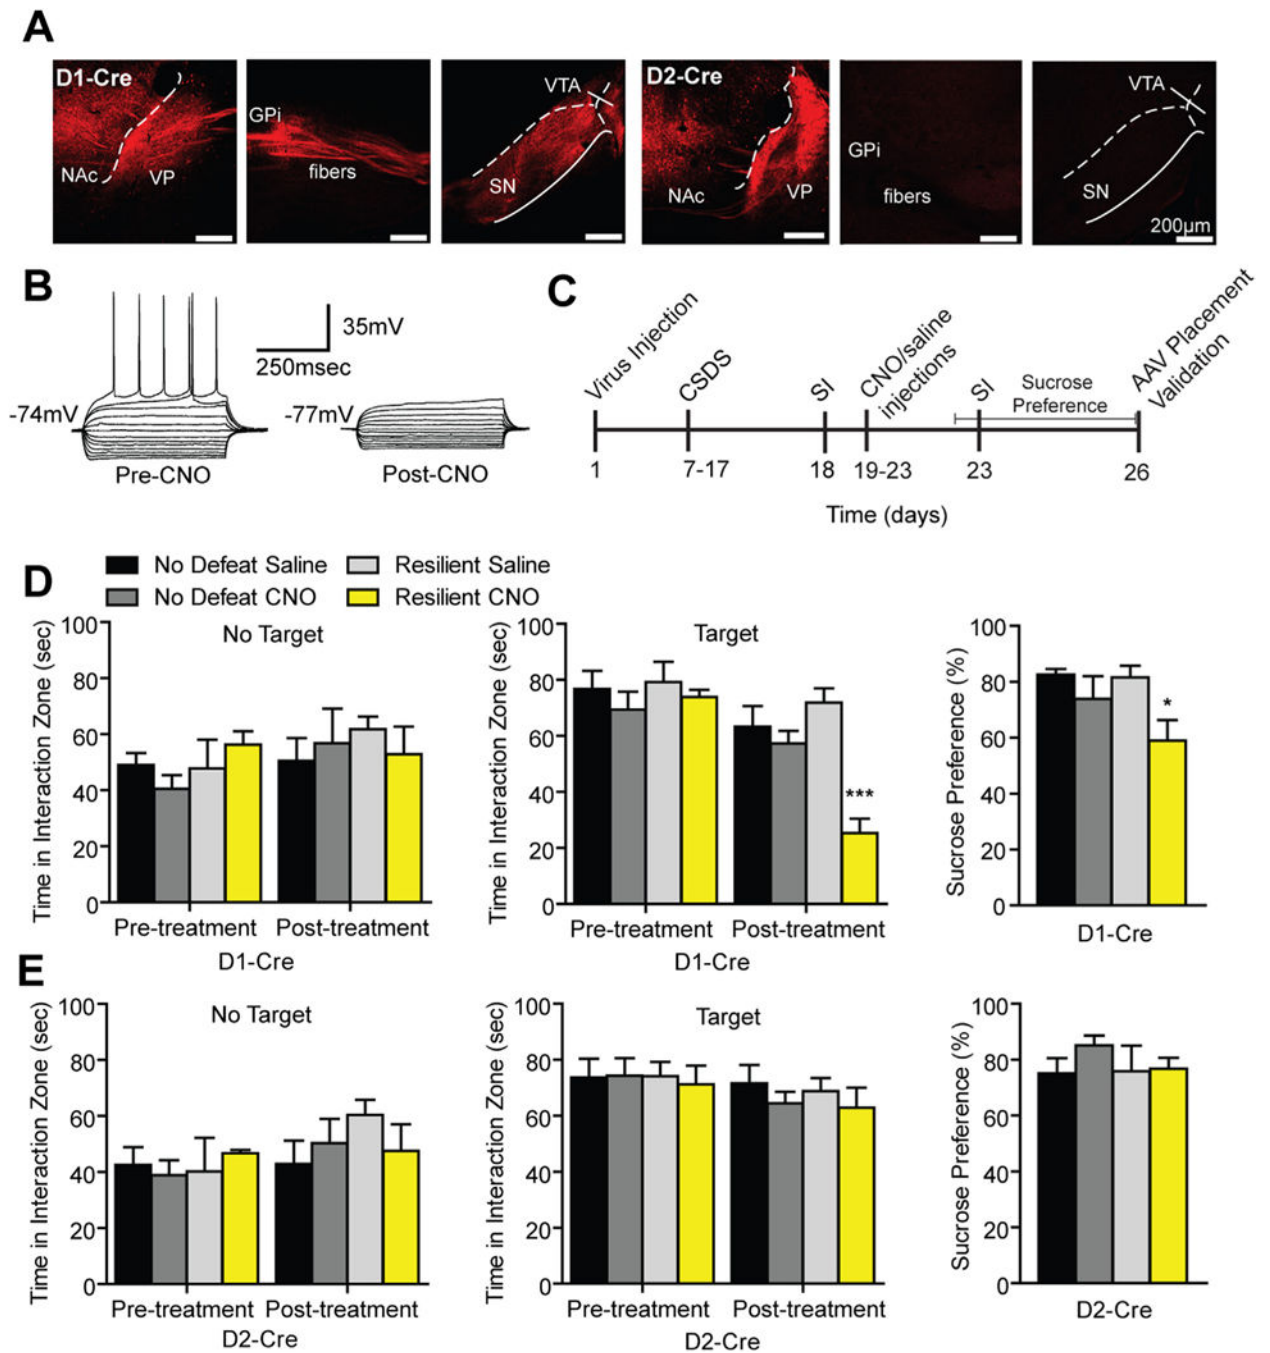 A
D1-Cre
NAc
VP
GPi
fibers
VTA
SN
D2-Cre
NAc
VP
GPi
fibers
VTA
SN
200µm
B
35mV
250msec
-74mV
-77mV
Pre-CNO
Post-CNO
C
Virus Injection
CSDS
SI
CNO/saline
injections
SI
Sucrose
Preference
AAV Placement
Validation
1
7-17
18
19-23
23
26
Time (days)
D
No Defeat Saline
Resilient Saline
No Defeat CNO
Resilient CNO
No Target
Time in Interaction Zone (sec)
100
80
60
40
20
0
Pre-treatment
Post-treatment
D1-Cre
Target
Time in Interaction Zone (sec)
100
80
60
40
20
0
***
Pre-treatment
Post-treatment
D1-Cre
Sucrose Preference (%)
100
80
60
40
20
0
*
D1-Cre
E
No Target
Time in Interaction Zone (sec)
100
80
60
40
20
0
Pre-treatment
Post-treatment
D2-Cre
Target
Time in Interaction Zone (sec)
100
80
60
40
20
0
Pre-treatment
Post-treatment
D2-Cre
Sucrose Preference (%)
100
80
60
40
20
0
D2-Cre